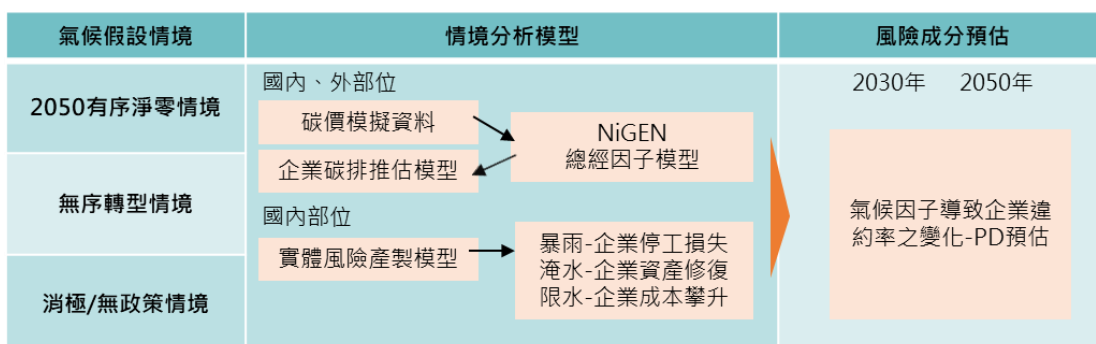 氣候假設情境
情境分析模型
風險成分預估
2050有序淨零情境
無序轉型情境
消極/無政策情境
國內、外部位
碳價模擬資料
企業碳排推估模型
NiGEN
總經因子模型
國內部位
實體風險產製模型
暴雨-企業停工損失
淹水-企業資產修復
限水-企業成本攀升
2030年 2050年
氣候因子導致企業違
約率之變化-PD預估